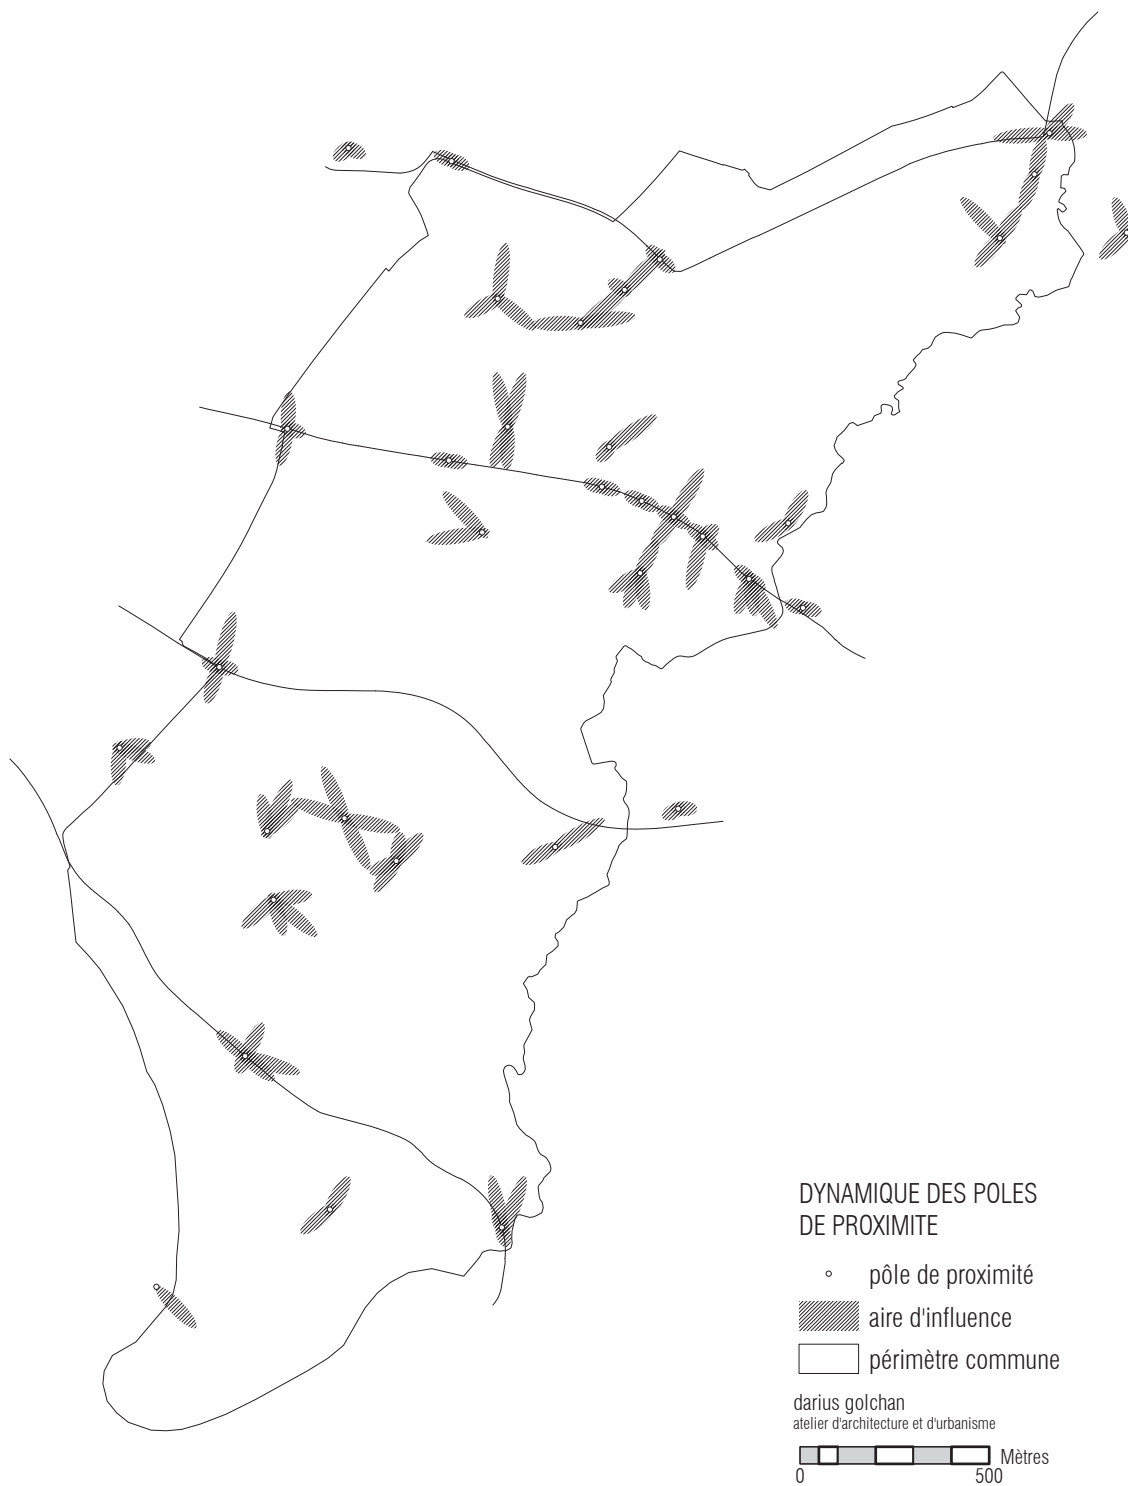 DYNAMIQUE DES POLES
DE PROXIMITE
pôle de proximité
aire d'influence
périmètre commune
darius golchan
atelier d'architecture et d'urbanisme
Mètres
0 500